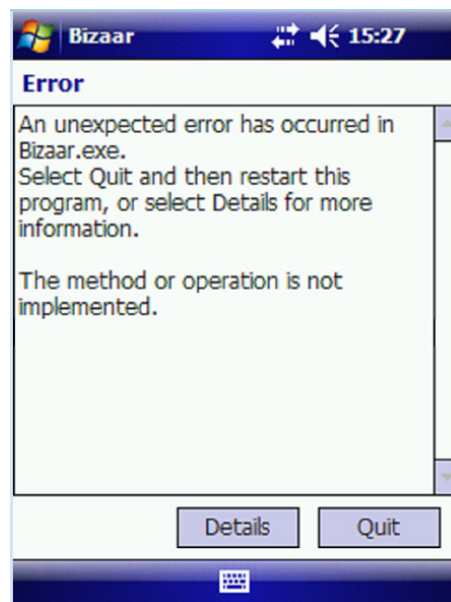 Bizaar 15:27
Error
An unexpected error has occurred in
Bizaar.exe.
Select Quit and then restart this
program, or select Details for more
information.
The method or operation is not
implemented.
Details Quit